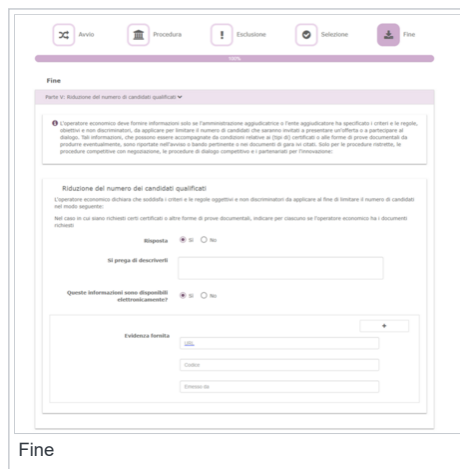 Avvio
Procedura
Esclusione
Selezione
Fine
100%
Fine
Parte V: Riduzione del numero di candidati qualificati
L'operatore economico deve fornire informazioni solo se l'amministrazione aggiudicatrice o l'ente aggiudicatore ha specificato i criteri e le regole,
obiettivi e non discriminatori, da applicare per limitare il numero di candidati che saranno invitati a presentare un'offerta o a partecipare al
dialogo. Tali informazioni, che possono essere accompagnate da condizioni relative ai (tipi di) certificati o alle forme di prove documentali da
produrre eventualmente, sono riportate nell'avviso o bando pertinente o nei documenti di gara ivi citati. Solo per le procedure ristrette, le
procedure competitive con negoziazione, le procedure di dialogo competitivo e i partenariati per l'innovazione:
Riduzione del numero dei candidati qualificati
L'operatore economico dichiara che soddisfa i criteri e le regole oggettivi e non discriminatori da applicare al fine di limitare il numero di candidati
nel modo seguente:
Nel caso in cui siano richiesti certi certificati o altre forme di prove documentali, indicare per ciascuno se l'operatore economico ha i documenti
richiesti
Risposta
Sì
No
Si prega di descriverli
Queste informazioni sono disponibili
elettronicamente?
Sì
No
+
Evidenza fornita
URL
Codice
Emesso da
Fine